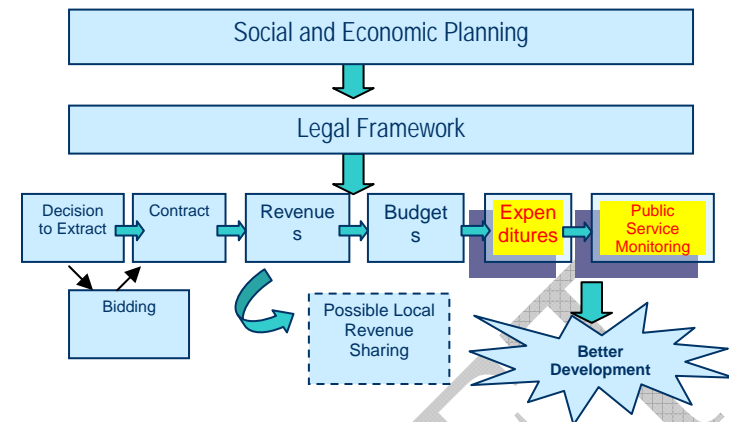 Social and Economic Planning
Legal Framework
Decision
to Extract
Contract
Revenue
s
Budget
s
Expen
ditures
Public
Service
Monitoring
Bidding
Possible Local
Revenue
Sharing
Better
Development